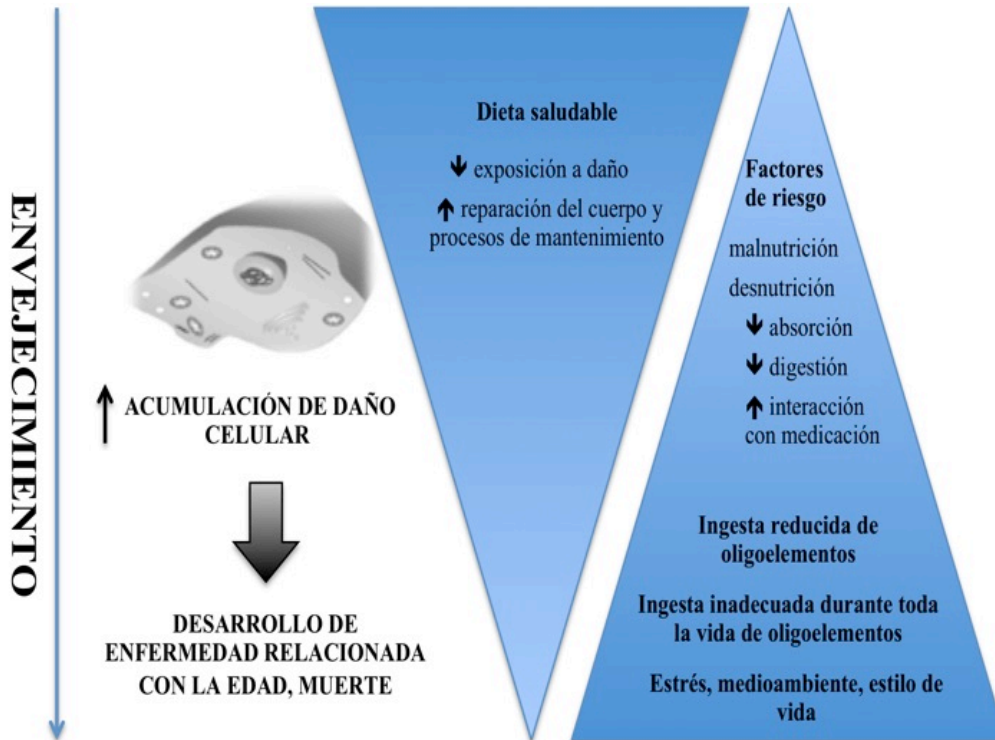 ENVEJECIMIENTO
↑ ACUMULACIÓN DE DAÑO
CELULAR
DESARROLLO DE
ENFERMEDAD RELACIONADA
CON LA EDAD, MUERTE
Dieta saludable
↓ exposición a daño
↑ reparación del cuerpo y
procesos de mantenimiento
Factores
de riesgo
malnutrición
desnutrición
↓ absorción
↓ digestión
↑ interacción
con medicación
Ingesta reducida de
oligoelementos
Ingesta inadecuada durante toda
la vida de oligoelementos
Estrés, medioambiente, estilo de
vida